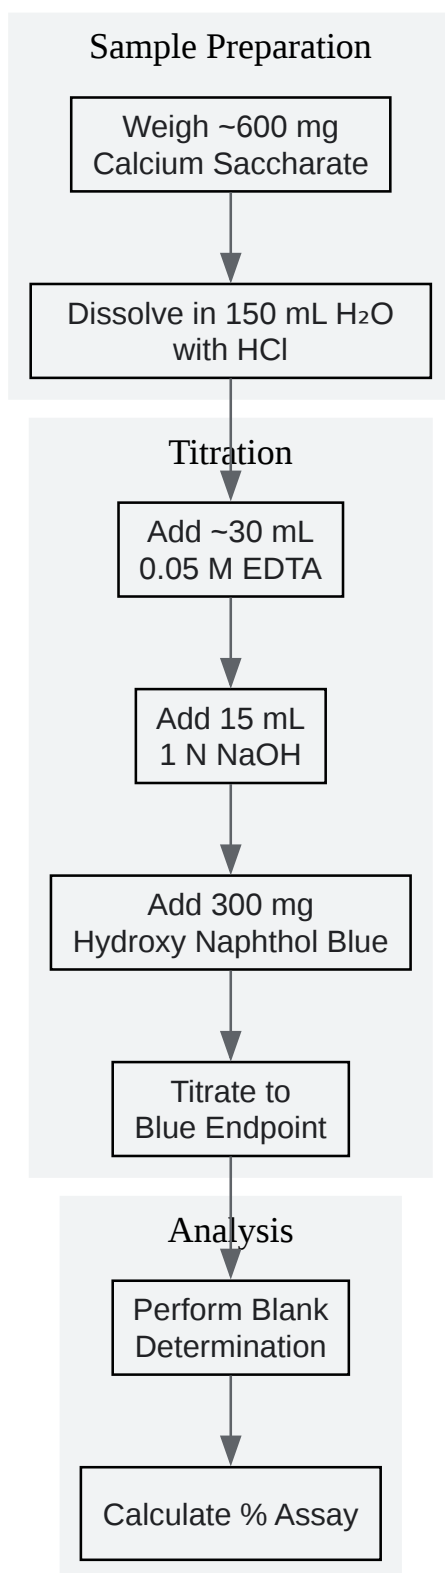 Sample Preparation
Weigh ~600 mg
Calcium Saccharate
Dissolve in 150 mL H₂O
with HCl
Titration
Add ~30 mL
0.05 M EDTA
Add 15 mL
1 N NaOH
Add 300 mg
Hydroxy Naphthol Blue
Titrate to
Blue Endpoint
Analysis
Perform Blank
Determination
Calculate % Assay